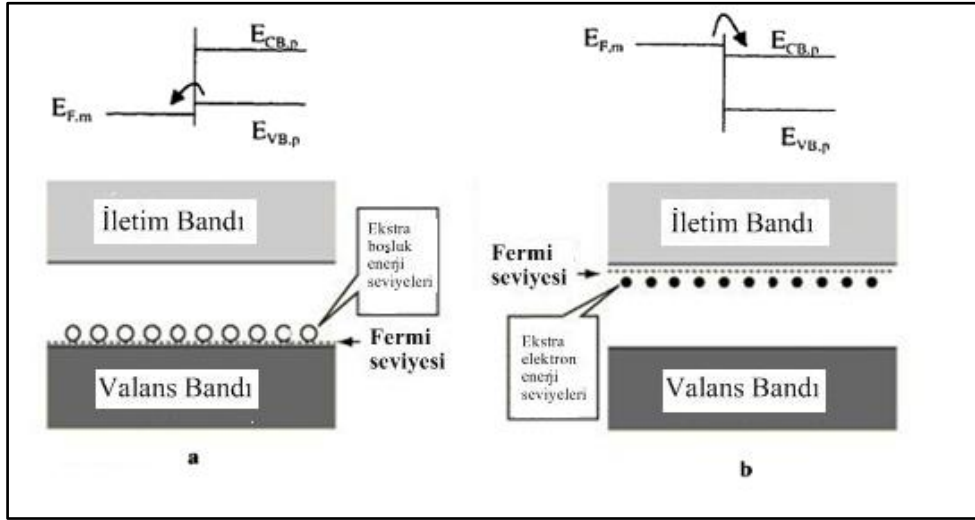 E_CB,p
E_F,m
E_VB,p
İletim Bandı
Ekstra
boşluk
enerji
seviyeleri
Fermi
seviyesi
Valans Bandı
a
E_F,m
E_CB,p
E_VB,p
İletim Bandı
Fermi
seviyesi
Ekstra
elektron
enerji
seviyeleri
Valans Bandı
b